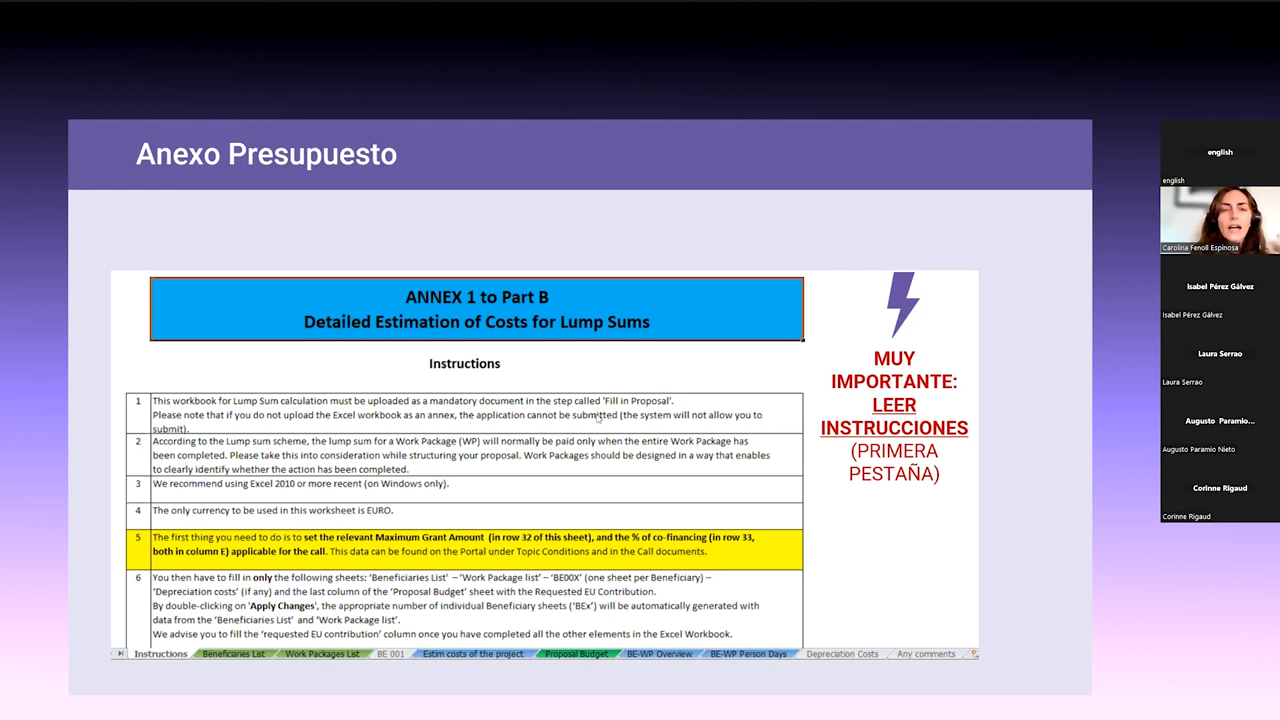 Anexo Presupuesto
ANNEX 1 to Part B
Detailed Estimation of Costs for Lump Sums
Instructions
1 This workbook for Lump Sum calculation must be uploaded as a mandatory document in the step called 'Fill in Proposal'.
Please note that if you do not upload the Excel workbook as an annex, the application cannot be submitted (the system will not allow you to
submit).
2 According to the Lump sum scheme, the lump sum for a Work Package (WP) will normally be paid only when the entire Work Package has
been completed. Please take this into consideration while structuring your proposal. Work Packages should be designed in a way that enables
to clearly identify whether the action has been completed.
3 We recommend using Excel 2010 or more recent (on Windows only).
4 The only currency to be used in this worksheet is EURO.
5 The first thing you need to do is to set the relevant Maximum Grant Amount (in row 32 of this sheet), and the % of co-financing (in row 33,
both in column E) applicable for the call. This data can be found on the Portal under Topic Conditions and in the Call documents.
6 You then have to fill in only the following sheets: 'Beneficiaries List' – 'Work Package list' – 'BE00X' (one sheet per Beneficiary) –
'Depreciation costs' (if any) and the last column of the 'Proposal Budget' sheet with the Requested EU Contribution.
By double-clicking on 'Apply Changes', the appropriate number of individual Beneficiary sheets ('BEx') will be automatically generated with
data from the 'Beneficiaries List' and 'Work Package list'.
We advise you to fill the 'requested EU contribution' column once you have completed all the other elements in the Excel Workbook.
Instructions Beneficiaries List Work Packages List BE 001 Estim costs of the project Proposal Budget BE-WP Overview BE-WP Person Days Depreciation Costs Any comments
MUY
IMPORTANTE:
LEER
INSTRUCCIONES
(PRIMERA
PESTAÑA)
english
english
Carolina Fenoll Espinosa
Isabel Pérez Gálvez
Isabel Pérez Gálvez
Laura Serrao
Laura Serrao
Augusto Paramio...
Augusto Paramio Nieto
Corinne Rigaud
Corinne Rigaud